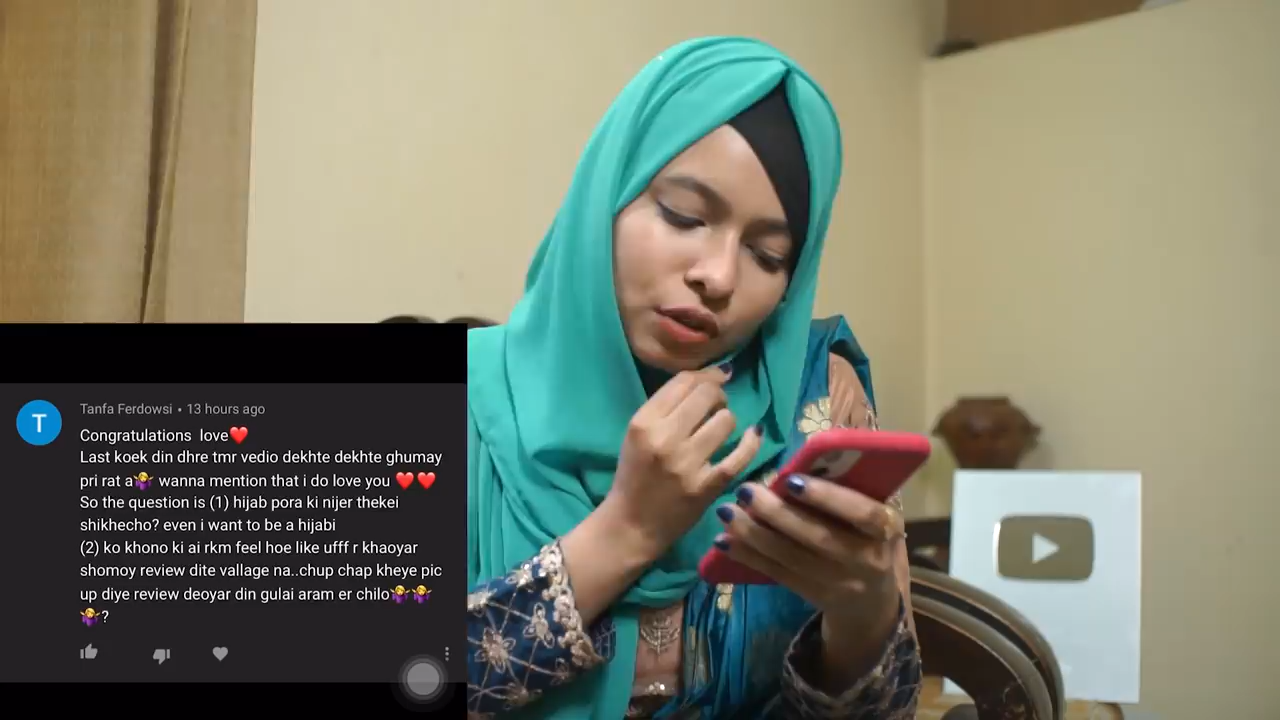 T
Tanfa Ferdowsi • 13 hours ago
Congratulations love❤️
Last koek din dhre tmr vedio dekhte dekhte ghumay
pri rat a🤷‍♀️ wanna mention that i do love you ❤️❤️
So the question is (1) hijab pora ki nijer thekei
shikhecho? even i want to be a hijabi
(2) ko khono ki ai rkm feel hoe like ufff r khaoyar
shomoy review dite vallage na..chup chap kheye pic
up diye review deoyar din gulai aram er chilo🤷‍♀️🤷‍♀️
🤷‍♀️?